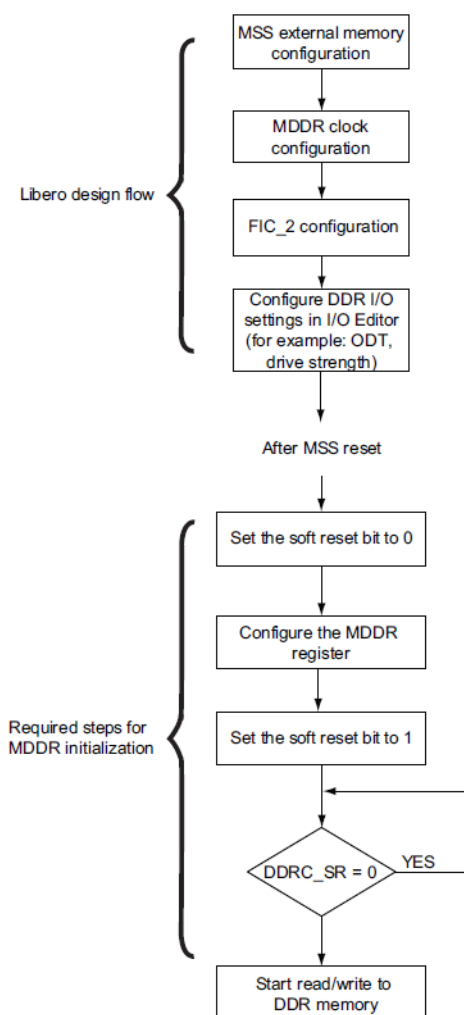 MSS external memory
configuration
MDDR clock
configuration
Libero design flow
FIC_2 configuration
Configure DDR I/O
settings in I/O Editor
(for example: ODT,
drive strength)
After MSS reset
Set the soft reset bit to 0
Configure the MDDR
register
Required steps for
MDDR initialization
Set the soft reset bit to 1
DDRC_SR = 0
YES
Start read/write to
DDR memory